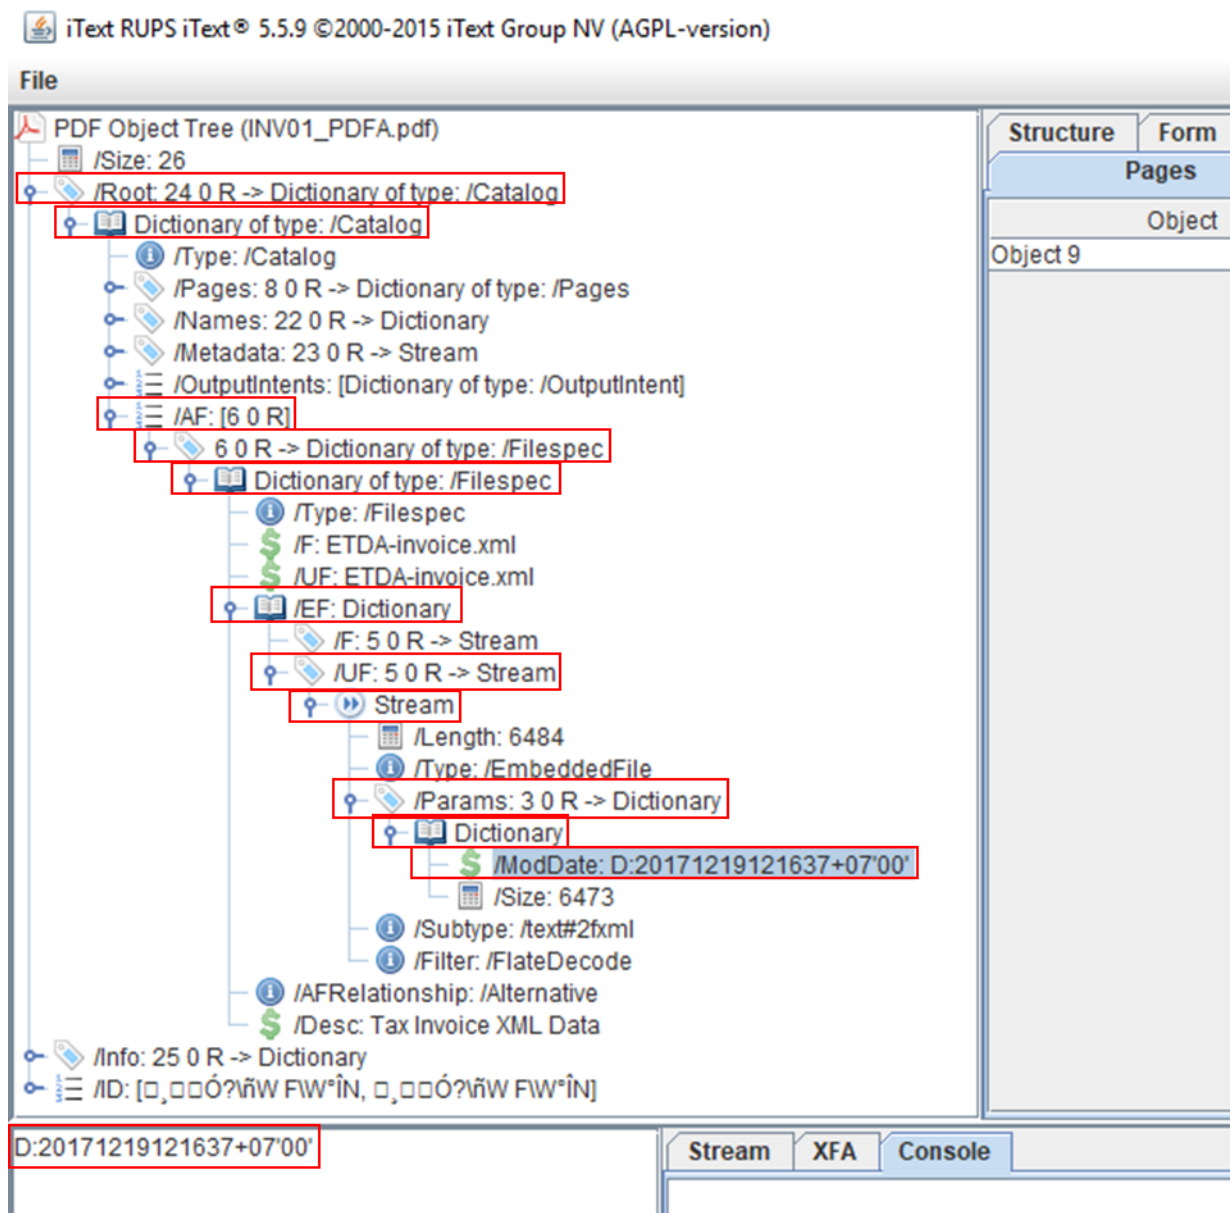 iText RUPS iText® 5.5.9 ©2000-2015 iText Group NV (AGPL-version)
File
PDF Object Tree (INV01_PDFA.pdf)
/Size: 26
/Root: 24 0 R -> Dictionary of type: /Catalog
Dictionary of type: /Catalog
/Type: /Catalog
/Pages: 8 0 R -> Dictionary of type: /Pages
/Names: 22 0 R -> Dictionary
/Metadata: 23 0 R -> Stream
/OutputIntents: [Dictionary of type: /OutputIntent]
/AF: [6 0 R]
6 0 R -> Dictionary of type: /Filespec
Dictionary of type: /Filespec
/Type: /Filespec
/F: ETDA-invoice.xml
/UF: ETDA-invoice.xml
/EF: Dictionary
/F: 5 0 R -> Stream
/UF: 5 0 R -> Stream
Stream
/Length: 6484
/Type: /EmbeddedFile
/Params: 3 0 R -> Dictionary
Dictionary
/ModDate: D:20171219121637+07'00'
/Size: 6473
/Subtype: /text#2fxml
/Filter: /FlateDecode
/AFRelationship: /Alternative
/Desc: Tax Invoice XML Data
/Info: 25 0 R -> Dictionary
/ID: [□¸□□Ó?\ñW F\W°ÎN, □¸□□Ó?\ñW F\W°ÎN]
Structure Form
Pages
Object
Object 9
D:20171219121637+07'00'
Stream XFA Console